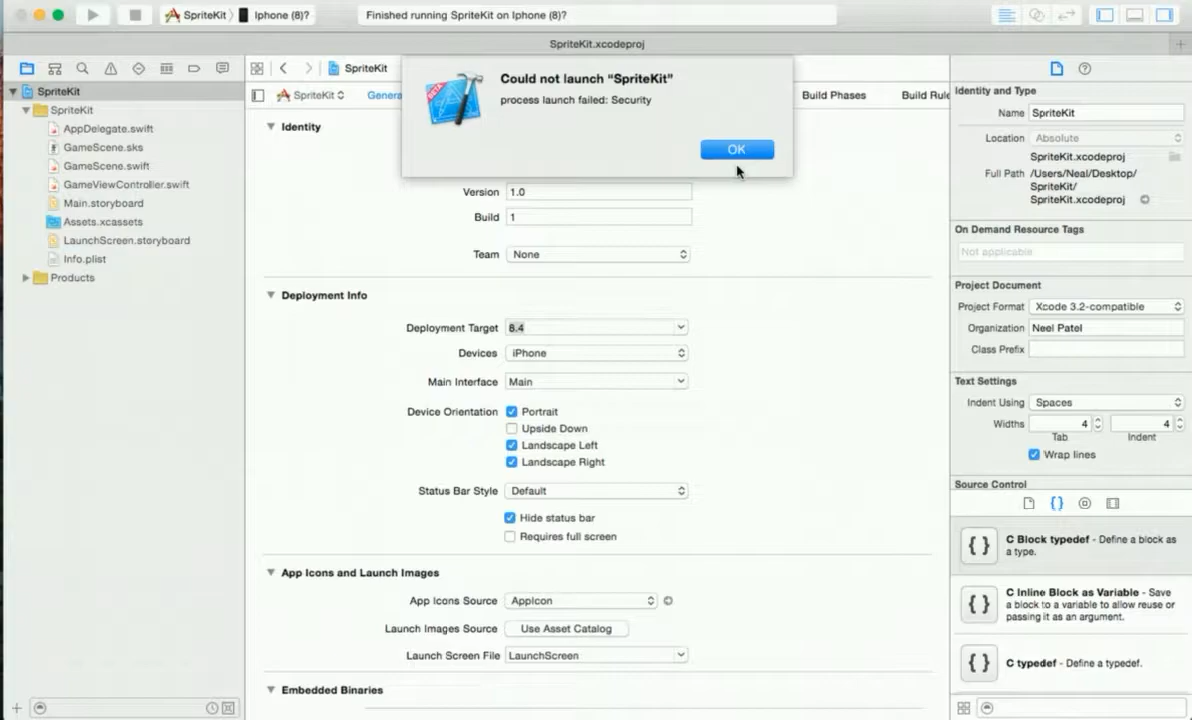 SpriteKit Iphone (8)?
Finished running SpriteKit on Iphone (8)?
SpriteKit.xcodeproj
SpriteKit
SpriteKit
AppDelegate.swift
GameScene.sks
GameScene.swift
GameViewController.swift
Main.storyboard
Assets.xcassets
LaunchScreen.storyboard
Info.plist
Products
SpriteKit
SpriteKit
Genera
Build Phases
Build Rule
Could not launch “SpriteKit”
process launch failed: Security
OK
BETA
Identity
Version 1.0
Build 1
Team None
Deployment Info
Deployment Target 8.4
Devices iPhone
Main Interface Main
Device Orientation Portrait
Upside Down
Landscape Left
Landscape Right
Status Bar Style Default
Hide status bar
Requires full screen
App Icons and Launch Images
App Icons Source AppIcon
Launch Images Source Use Asset Catalog
Launch Screen File LaunchScreen
Embedded Binaries
Identity and Type
Name SpriteKit
Location Absolute
SpriteKit.xcodeproj
Full Path /Users/Neal/Desktop/
SpriteKit/
SpriteKit.xcodeproj
On Demand Resource Tags
Not applicable
Project Document
Project Format Xcode 3.2-compatible
Organization Neel Patel
Class Prefix
Text Settings
Indent Using Spaces
Widths 4 4
Tab Indent
Wrap lines
Source Control
{ } C Block typedef - Define a block as
a type.
{ } C Inline Block as Variable - Save
a block to a variable to allow reuse or
passing it as an argument.
{ } C typedef - Define a typedef.